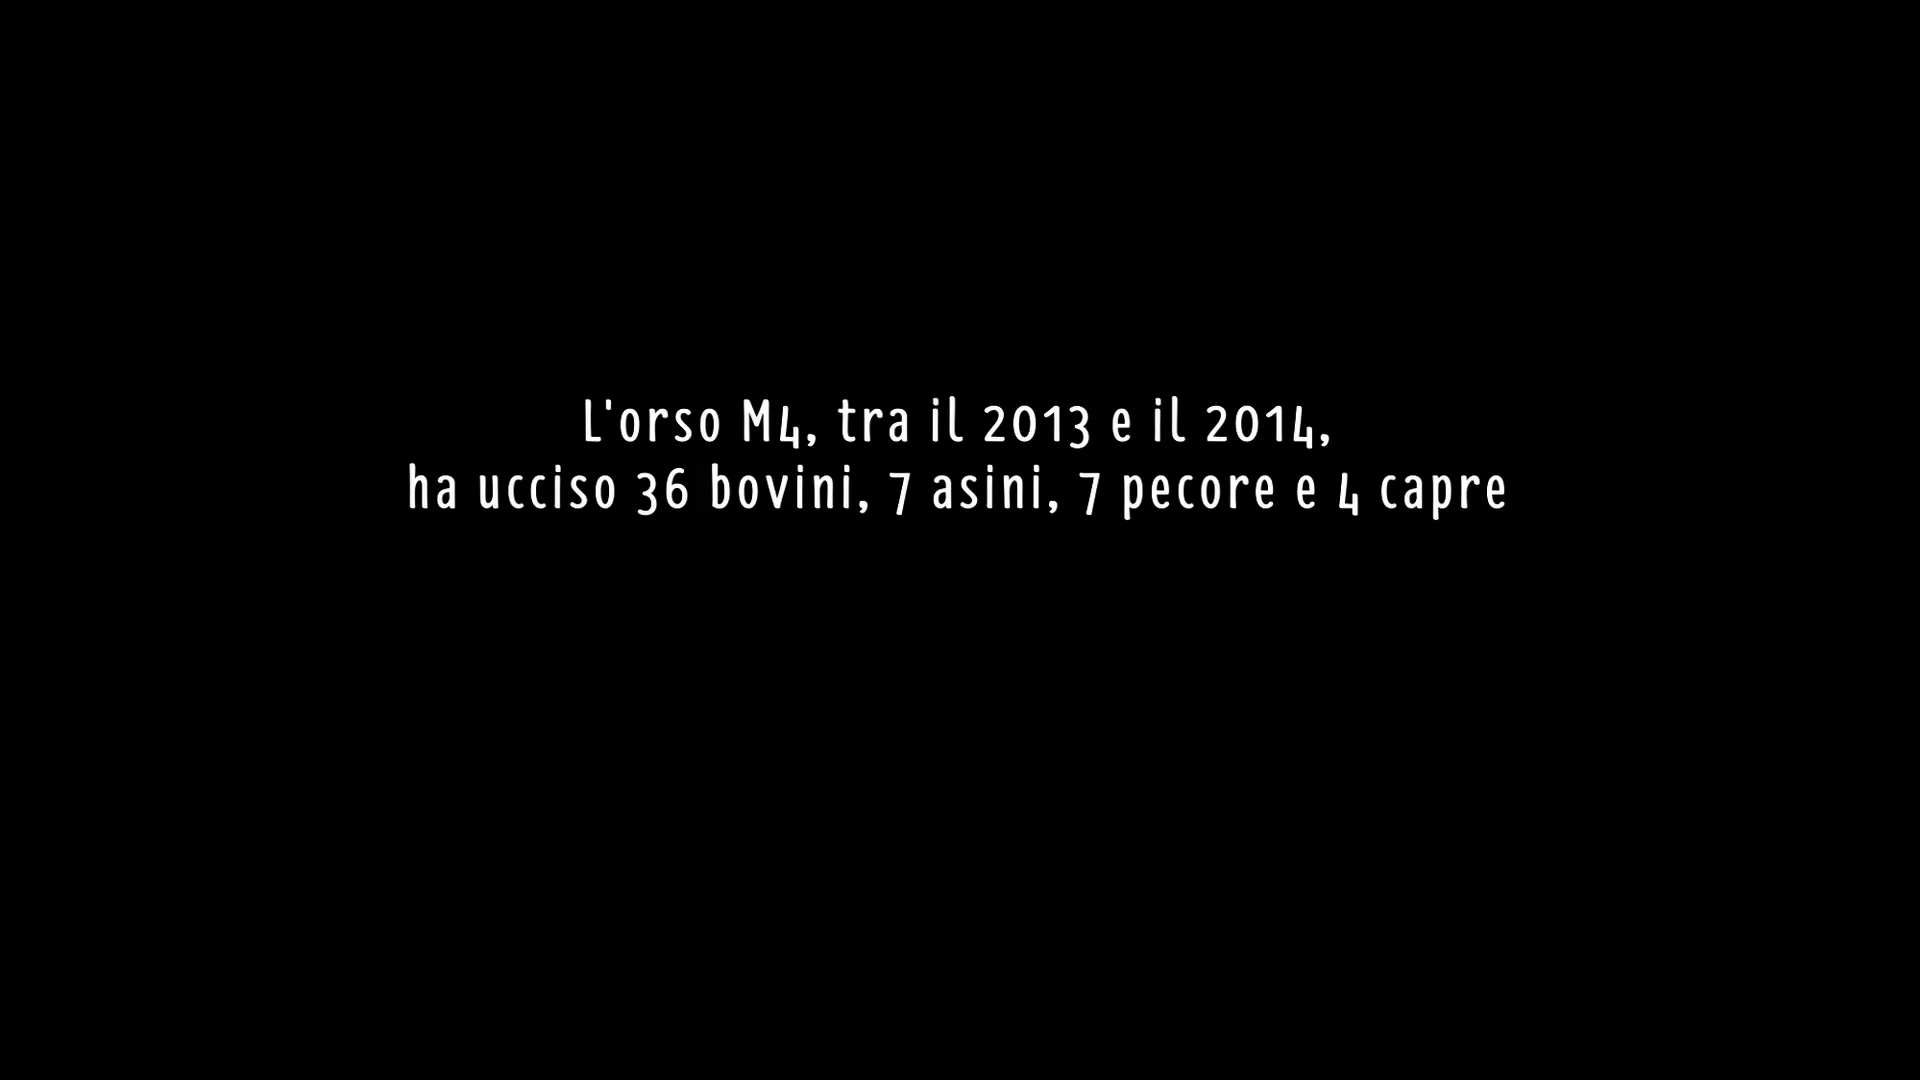 L'orso M4, tra il 2013 e il 2014,
ha ucciso 36 bovini, 7 asini, 7 pecore e 4 capre